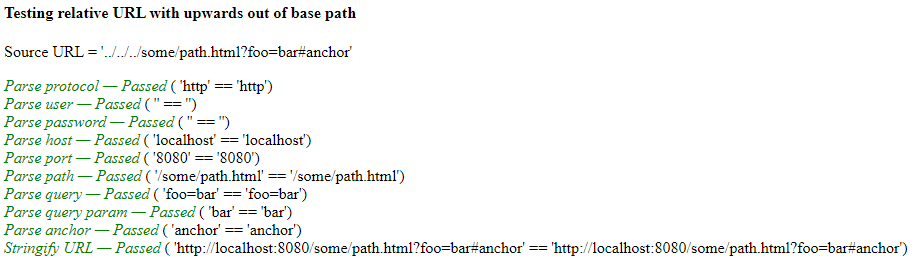 Testing relative URL with upwards out of base path
Source URL = '../../../some/path.html?foo=bar#anchor'
Parse protocol — Passed ( 'http' == 'http')
Parse user — Passed ( '' == '')
Parse password — Passed ( '' == '')
Parse host — Passed ( 'localhost' == 'localhost')
Parse port — Passed ( '8080' == '8080')
Parse path — Passed ( '/some/path.html' == '/some/path.html')
Parse query — Passed ( 'foo=bar' == 'foo=bar')
Parse query param — Passed ( 'bar' == 'bar')
Parse anchor — Passed ( 'anchor' == 'anchor')
Stringify URL — Passed ( 'http://localhost:8080/some/path.html?foo=bar#anchor' == 'http://localhost:8080/some/path.html?foo=bar#anchor')